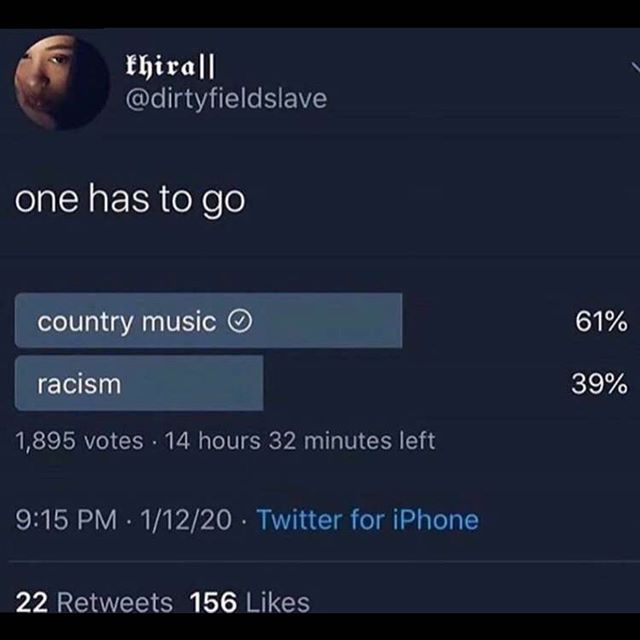 khirall
@dirtyfieldslave
one has to go
country music 61%
racism 39%
1,895 votes · 14 hours 32 minutes left
9:15 PM · 1/12/20 · Twitter for iPhone
22 Retweets 156 Likes